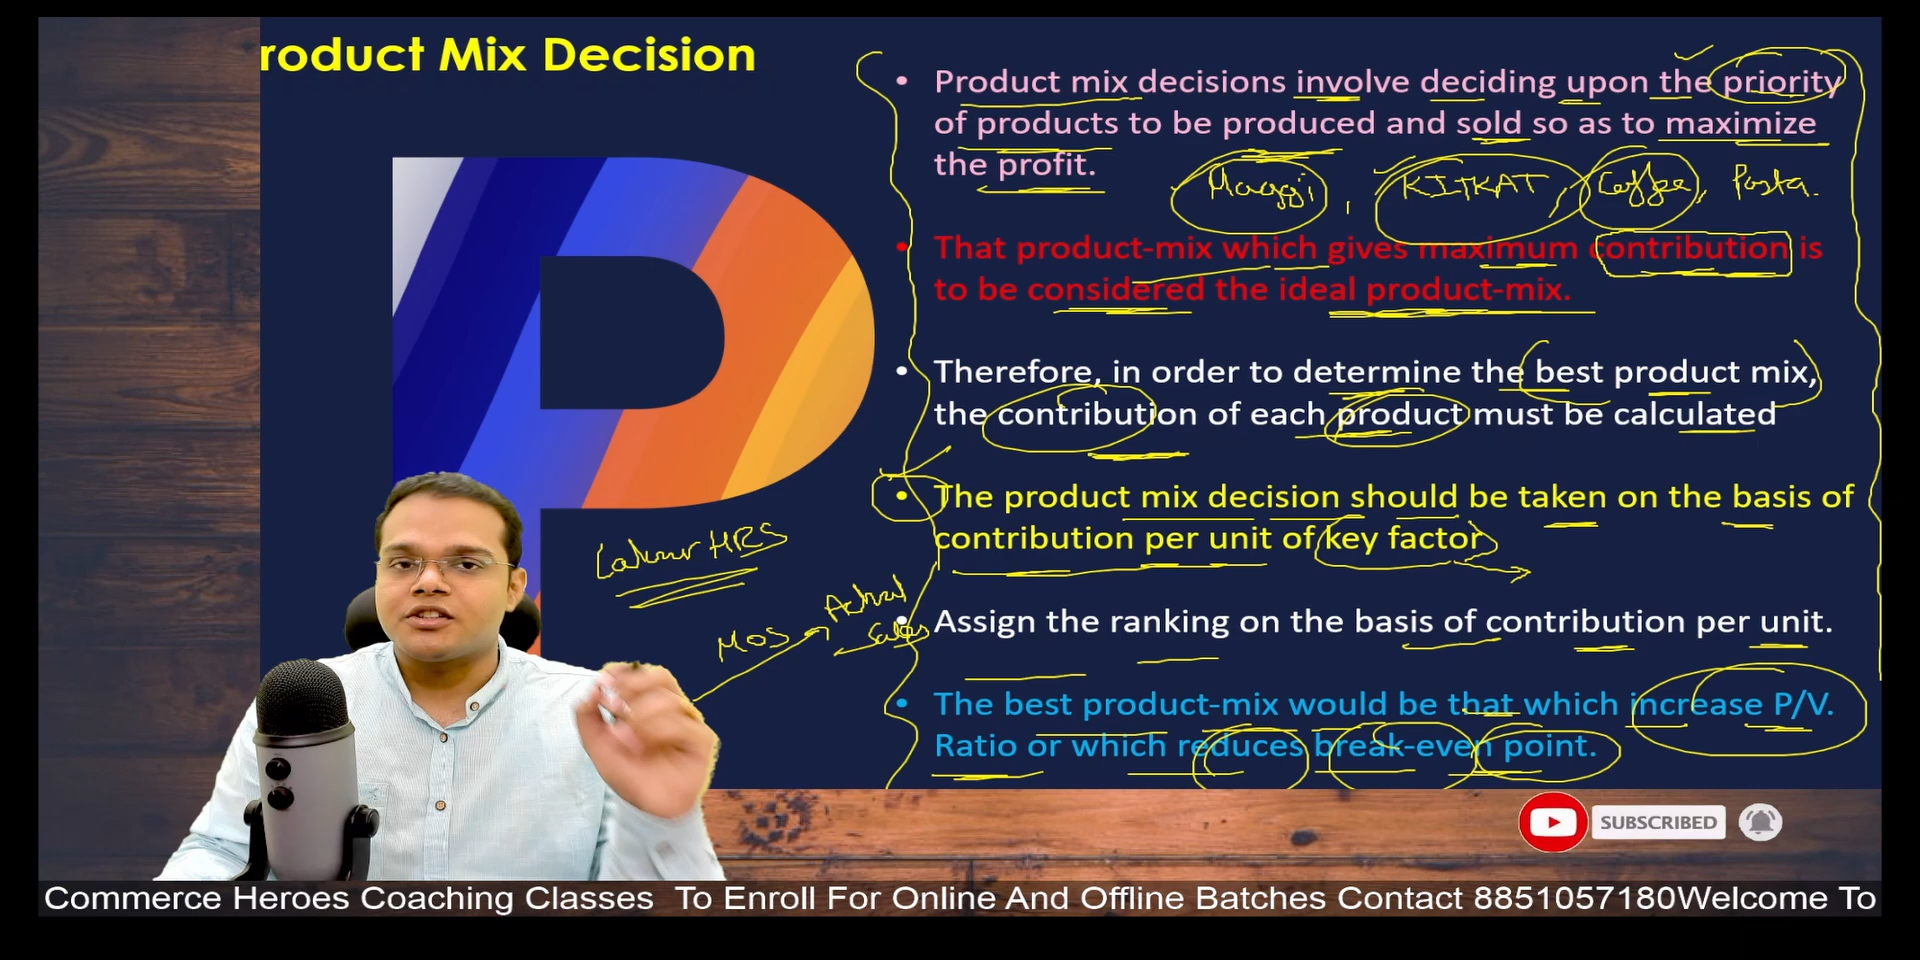 roduct Mix Decision
• Product mix decisions involve deciding upon the priority
of products to be produced and sold so as to maximize
the profit.
Maggi, KITKAT, Coffee, Pasta.
• That product-mix which gives maximum contribution is
to be considered the ideal product-mix.
• Therefore, in order to determine the best product mix,
the contribution of each product must be calculated
• The product mix decision should be taken on the basis of
contribution per unit of key factor
Labour HRS
MOS
Actual
Sales
• Assign the ranking on the basis of contribution per unit.
• The best product-mix would be that which increase P/V.
Ratio or which reduces break-even point.
SUBSCRIBED
Commerce Heroes Coaching Classes To Enroll For Online And Offline Batches Contact 8851057180Welcome To